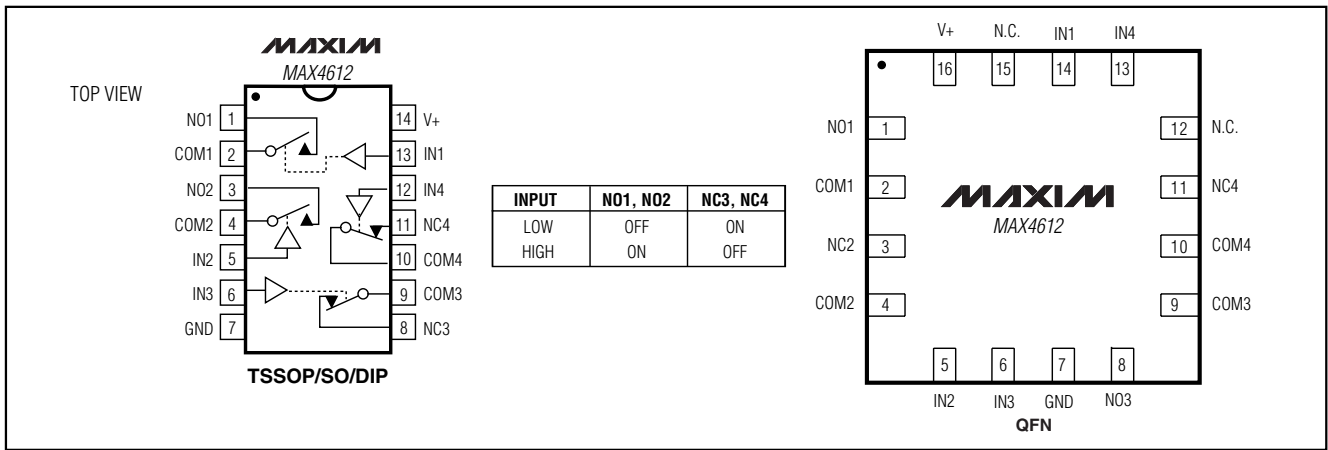 MAXIM
MAX4612
TOP VIEW
NO1 1
COM1 2
NO2 3
COM2 4
IN2 5
IN3 6
GND 7
14 V+
13 IN1
12 IN4
11 NC4
10 COM4
9 COM3
8 NC3
TSSOP/SO/DIP
INPUT NO1, NO2 NC3, NC4
LOW OFF ON
HIGH ON OFF
V+ N.C. IN1 IN4
16 15 14 13
NO1 1
COM1 2
NC2 3
COM2 4
12 N.C.
11 NC4
10 COM4
9 COM3
MAXIM
MAX4612
5 6 7 8
IN2 IN3 GND NO3
QFN